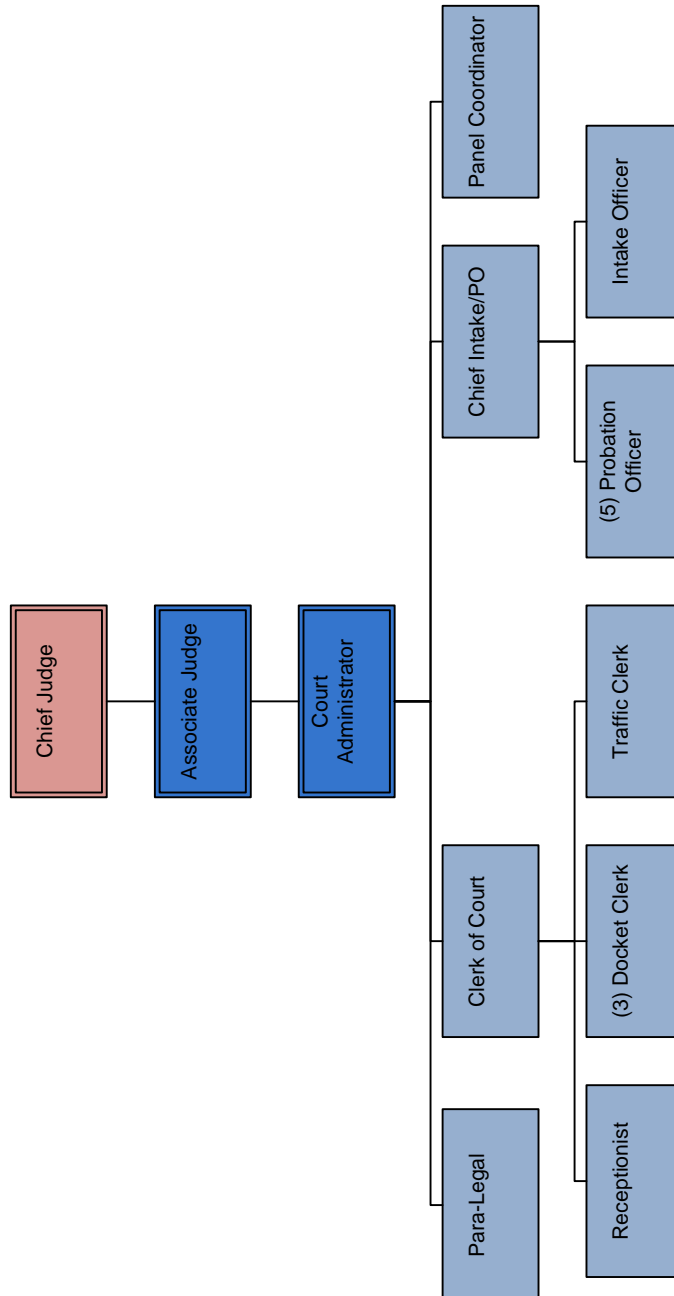 Chief Judge
Associate Judge
Court
Administrator
Para-Legal
Clerk of Court
Chief Intake/PO
Panel Coordinator
Receptionist
(3) Docket Clerk
Traffic Clerk
(5) Probation
Officer
Intake Officer